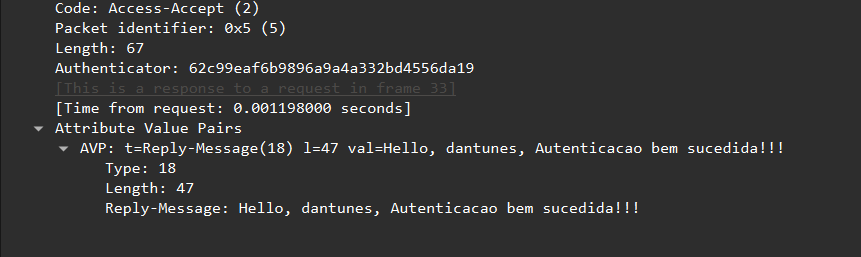 Code: Access-Accept (2)
Packet identifier: 0x5 (5)
Length: 67
Authenticator: 62c99eaf6b9896a9a4a332bd4556da19
[This is a response to a request in frame 33]
[Time from request: 0.001198000 seconds]
Attribute Value Pairs
AVP: t=Reply-Message(18) l=47 val=Hello, dantunes, Autenticacao bem sucedida!!!
Type: 18
Length: 47
Reply-Message: Hello, dantunes, Autenticacao bem sucedida!!!